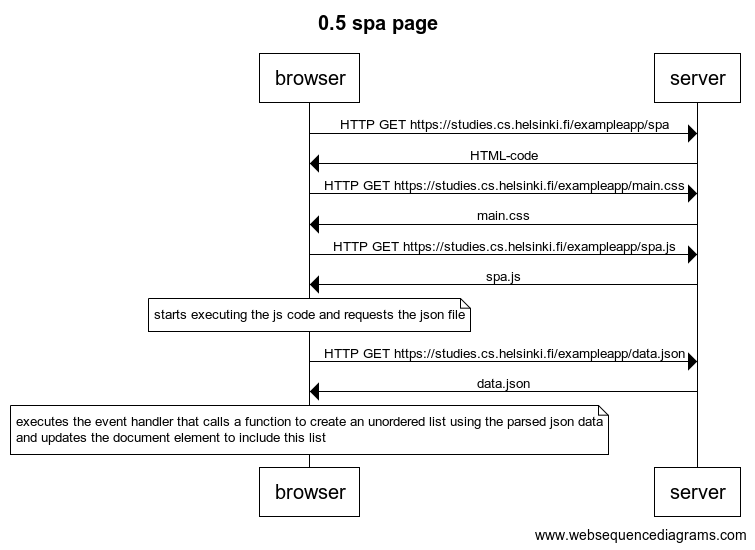 0.5 spa page
browser
server
HTTP GET https://studies.cs.helsinki.fi/exampleapp/spa
HTML-code
HTTP GET https://studies.cs.helsinki.fi/exampleapp/main.css
main.css
HTTP GET https://studies.cs.helsinki.fi/exampleapp/spa.js
spa.js
starts executing the js code and requests the json file
HTTP GET https://studies.cs.helsinki.fi/exampleapp/data.json
data.json
executes the event handler that calls a function to create an unordered list using the parsed json data
and updates the document element to include this list
browser
server
www.websequencediagrams.com